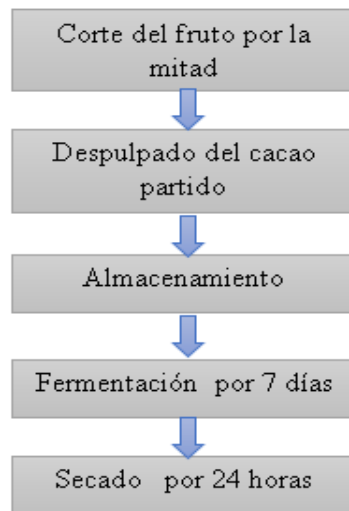 Corte del fruto por la
mitad
Despulpado del cacao
partido
Almacenamiento
Fermentación por 7 días
Secado por 24 horas